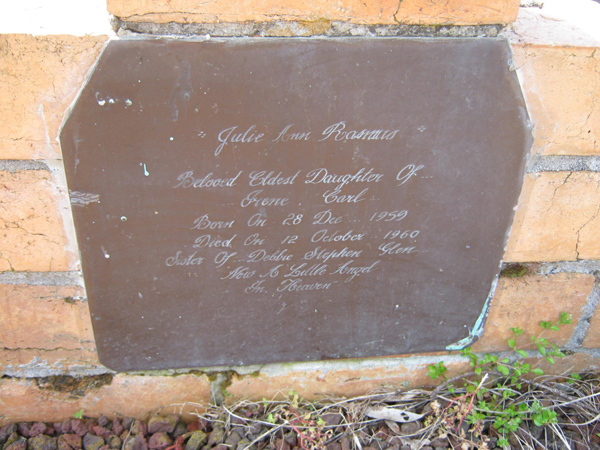 " Julie Ann Rasmus "
Beloved Eldest Daughter Of ..
Irene Earl
Born On 28 Dec .. 1959
Died On 12 October 1960
Sister Of .. Debbie Stephen Glen
Now A Little Angel
In Heaven